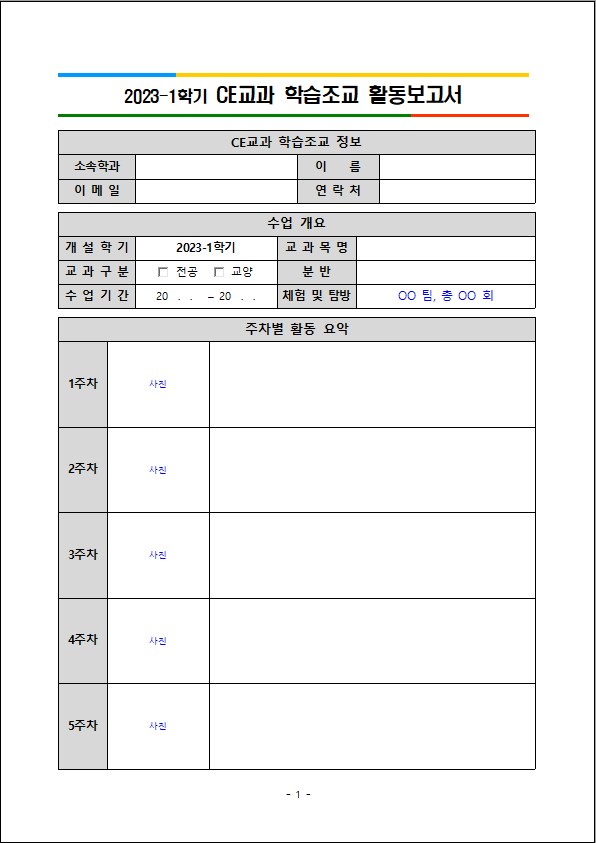 2023-1학기 CE교과 학습조교 활동보고서
CE교과 학습조교 정보
소속학과 이 름
이 메 일 연 락 처
수업 개요
개 설 학 기 2023-1학기 교 과 목 명
교 과 구 분 □ 전공 □ 교양 분 반
수 업 기 간 20 . . – 20 . . 체험 및 탐방 OO 팀, 총 OO 회
주차별 활동 요약
1주차 사진
2주차 사진
3주차 사진
4주차 사진
5주차 사진
- 1 -